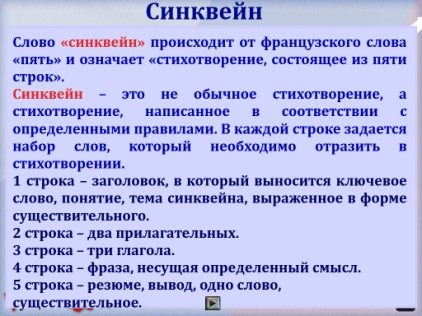 Синквейн
Слово «синквейн» происходит от французского слова
«пять» и означает «стихотворение, состоящее из пяти
строк».
Синквейн – это не обычное стихотворение, а
стихотворение, написанное в соответствии с
определенными правилами. В каждой строке задается
набор слов, который необходимо отразить в
стихотворении.
1 строка – заголовок, в который выносится ключевое
слово, понятие, тема синквейна, выраженное в форме
существительного.
2 строка – два прилагательных.
3 строка – три глагола.
4 строка – фраза, несущая определенный смысл.
5 строка – резюме, вывод, одно слово,
существительное.